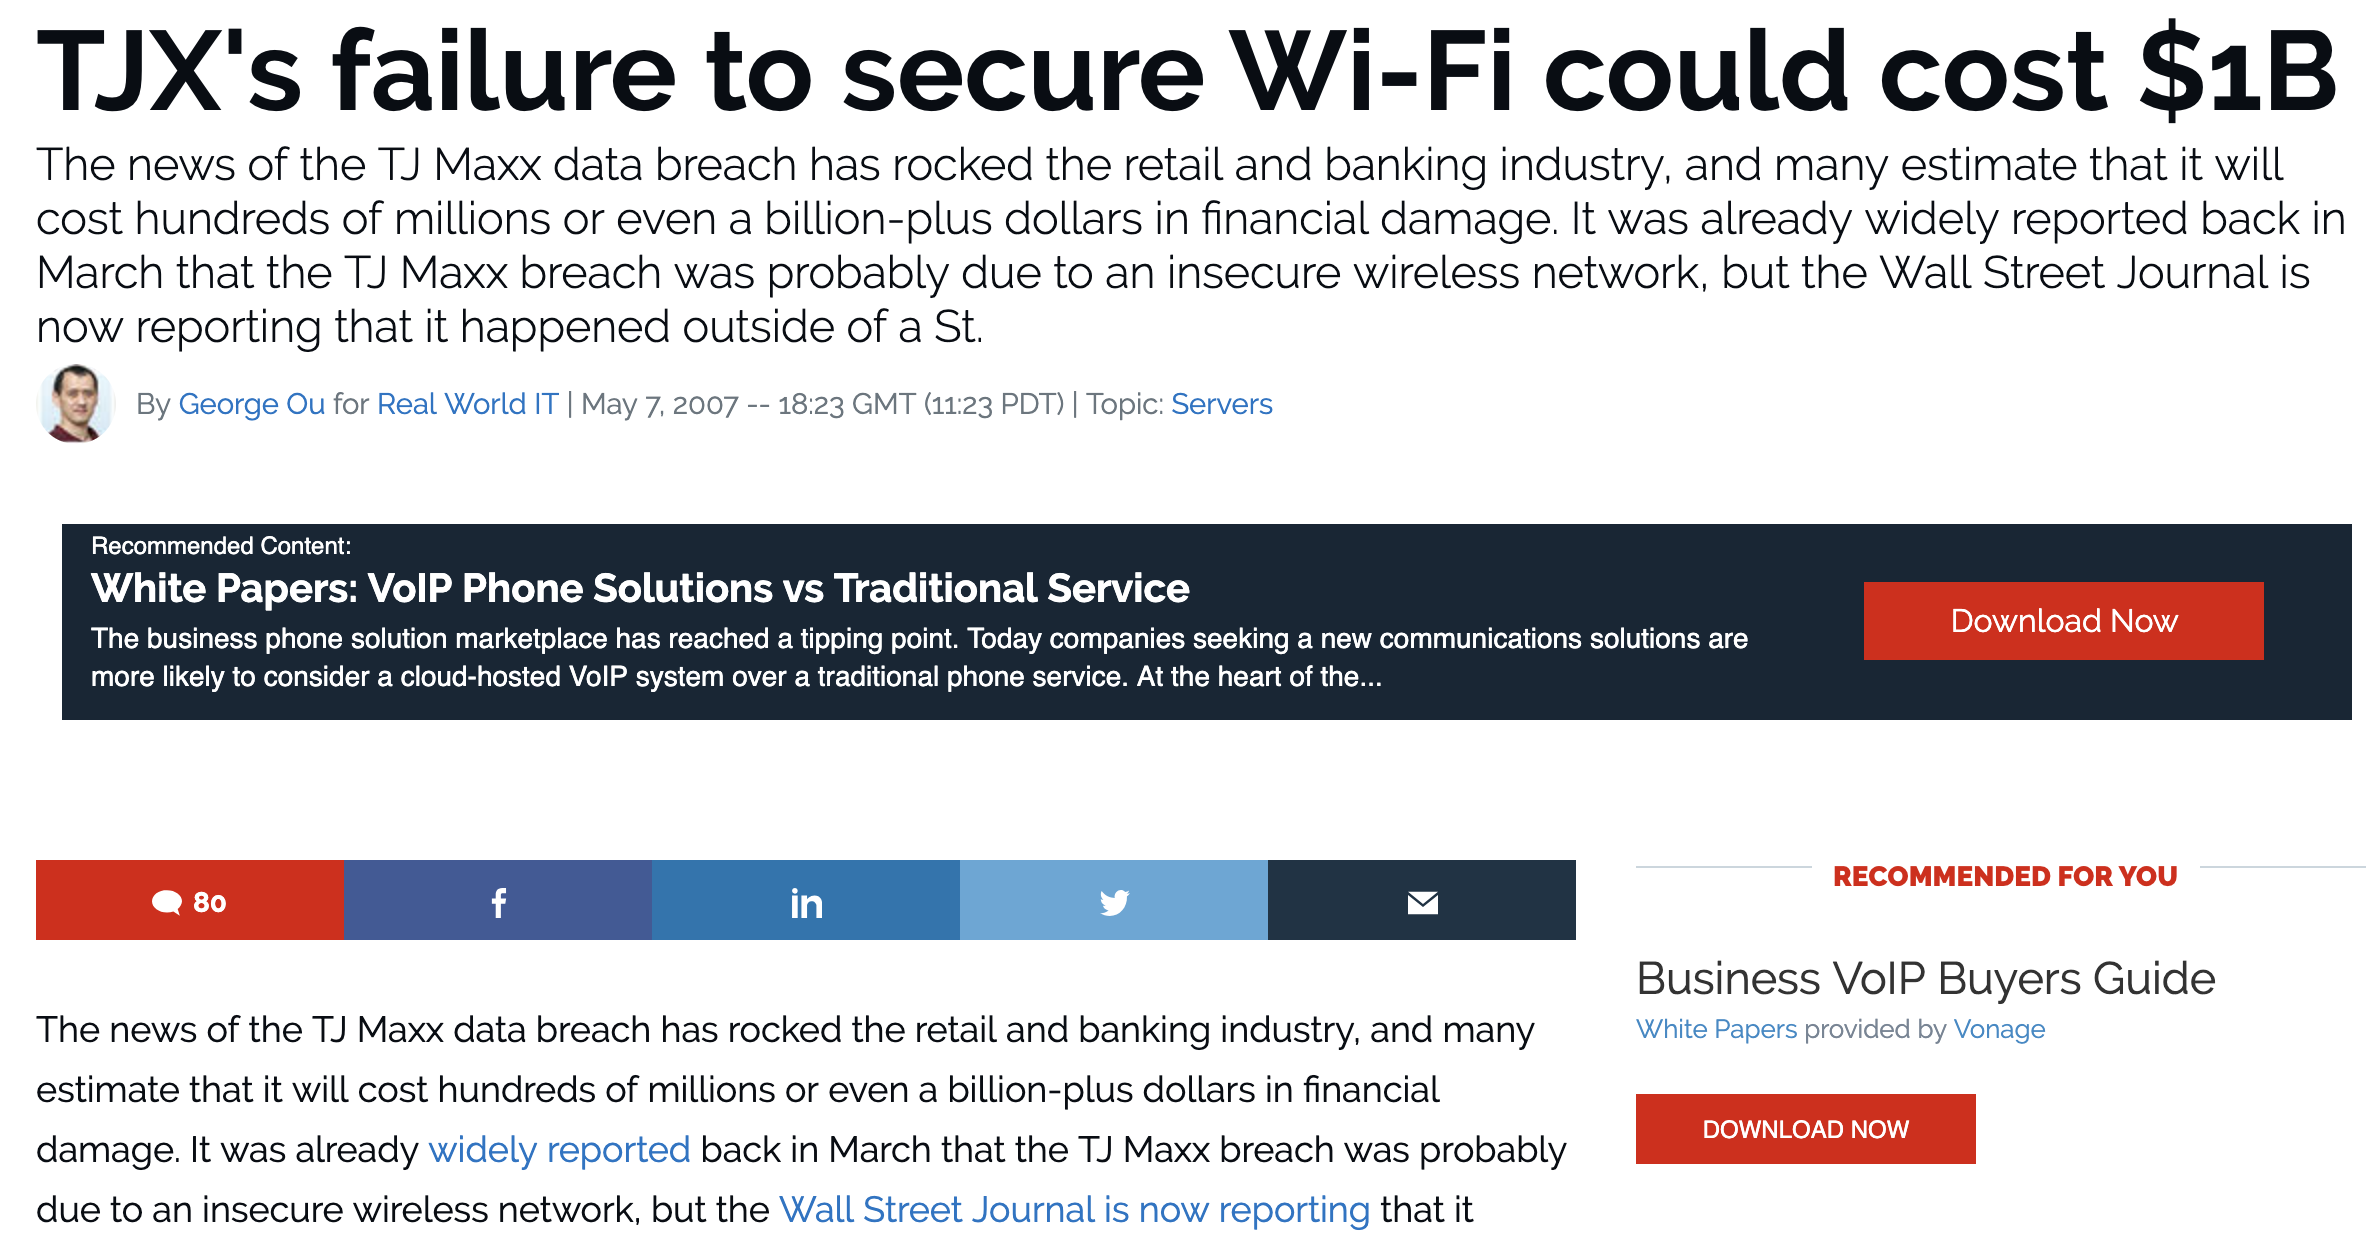 TJX's failure to secure Wi-Fi could cost $1B
The news of the TJ Maxx data breach has rocked the retail and banking industry, and many estimate that it will
cost hundreds of millions or even a billion-plus dollars in financial damage. It was already widely reported back in
March that the TJ Maxx breach was probably due to an insecure wireless network, but the Wall Street Journal is
now reporting that it happened outside of a St.
By George Ou for Real World IT | May 7, 2007 -- 18:23 GMT (11:23 PDT) | Topic: Servers
Recommended Content:
White Papers: VoIP Phone Solutions vs Traditional Service
The business phone solution marketplace has reached a tipping point. Today companies seeking a new communications solutions are
more likely to consider a cloud-hosted VoIP system over a traditional phone service. At the heart of the...
Download Now
80
f
in
The news of the TJ Maxx data breach has rocked the retail and banking industry, and many
estimate that it will cost hundreds of millions or even a billion-plus dollars in financial
damage. It was already widely reported back in March that the TJ Maxx breach was probably
due to an insecure wireless network, but the Wall Street Journal is now reporting that it
RECOMMENDED FOR YOU
Business VoIP Buyers Guide
White Papers provided by Vonage
DOWNLOAD NOW